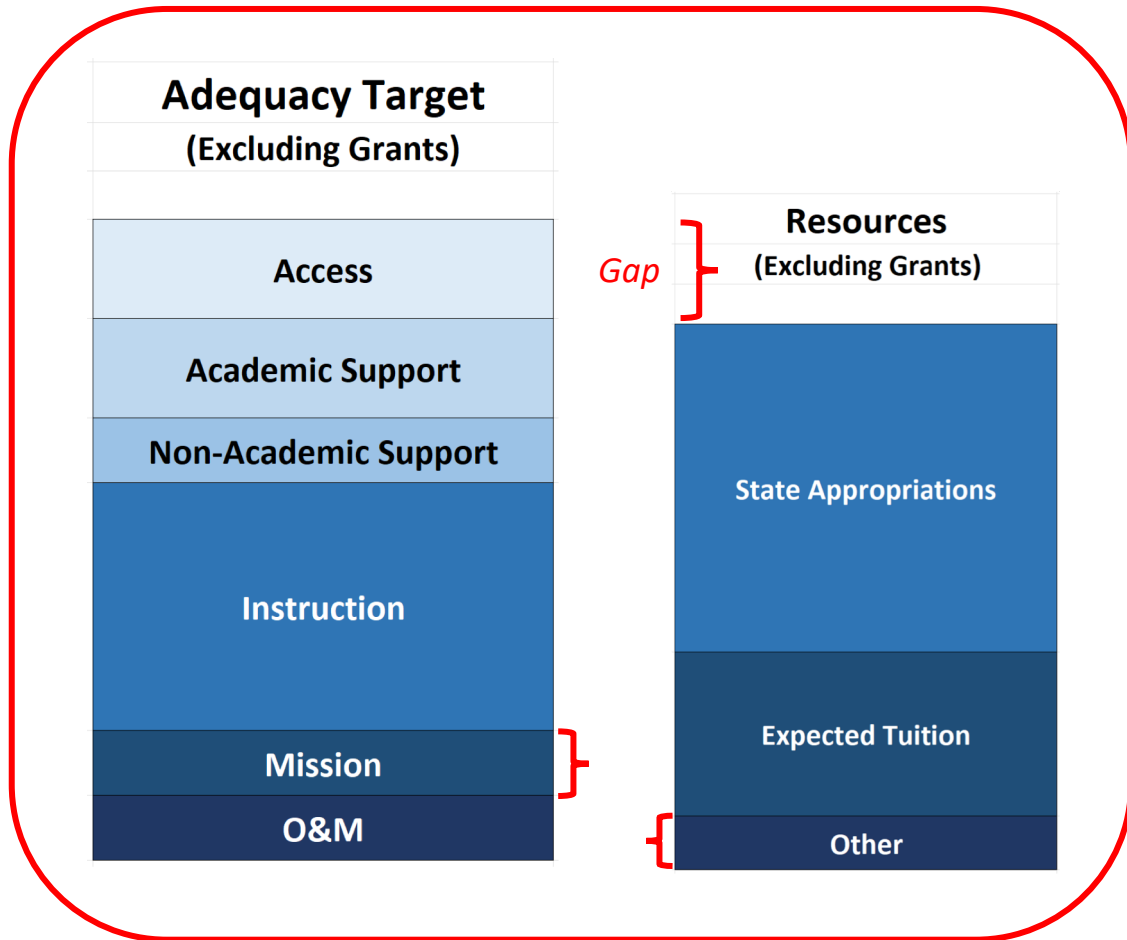 Adequacy Target
(Excluding Grants)
Access
Academic Support
Non-Academic Support
Instruction
Mission
O&M
Gap
Resources
(Excluding Grants)
State Appropriations
Expected Tuition
Other